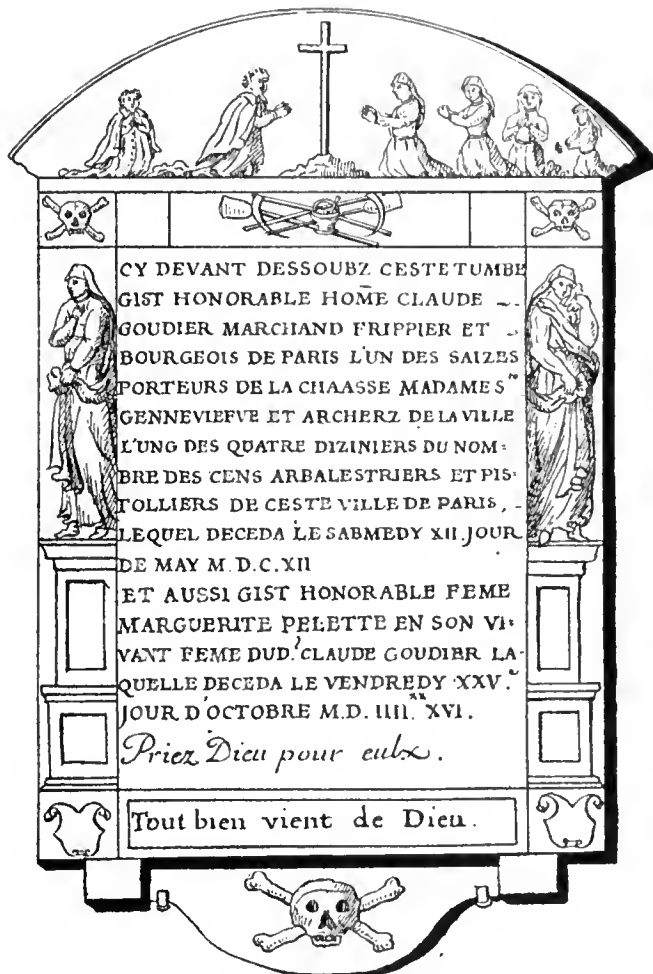 CY DEVANT DESSOUBZ CESTE TUMBE
GIST HONORABLE HOM̄E CLAUDE
GOUDIER MARCHAND FRIPPIER ET
BOURGEOIS DE PARIS L'UN DES SAIZES
PORTEURS DE LA CHAASSE MADAME Sᵗᵉ
GENNEVIEFVE ET ARCHERZ DE LA VILLE
L'UNG DES QUATRE DIZINIERS DU NOM=
BRE DES CENS ARBALESTRIERS ET PIS=
TOLLIERS DE CESTE VILLE DE PARIS,
LEQUEL DECEDA LE SABMEDY XII. JOUR
DE MAY M. D. C. XII
ET AUSSI GIST HONORABLE FEME
MARGUERITE PELETTE EN SON VI=
VANT FEME DUD.ᵗ CLAUDE GOUDIER LA-
QUELLE DECEDA LE VENDREDY XXV.ᵉ
JOUR D'OCTOBRE M. D. IIII.ˣˣ XVI.
Priez Dieu pour eulx.
Tout bien vient de Dieu.